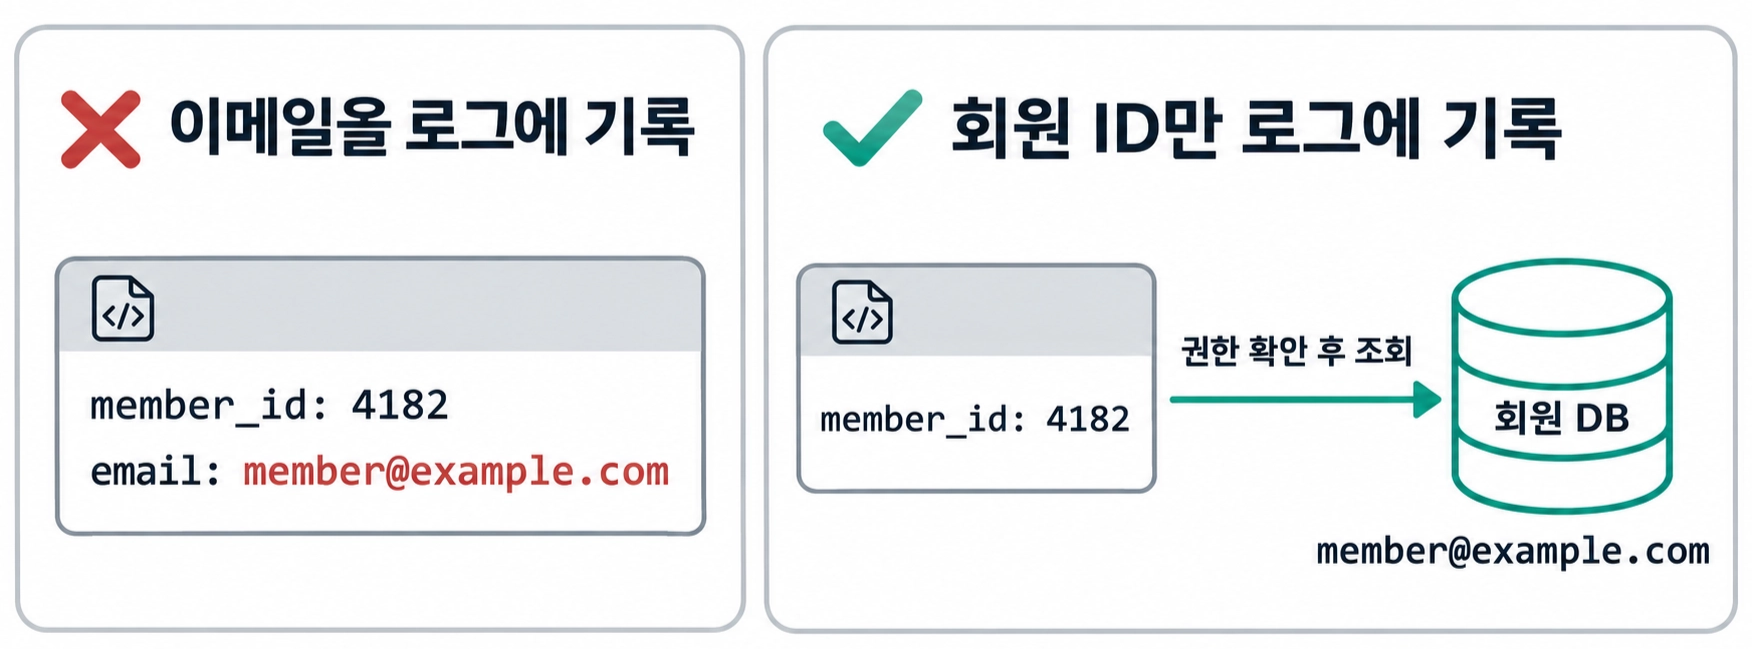 이메일올 로그에 기록
member_id: 4182
email: member@example.com
회원 ID만 로그에 기록
member_id: 4182
권한 확안 후 조회
회원 DB
member@example.com